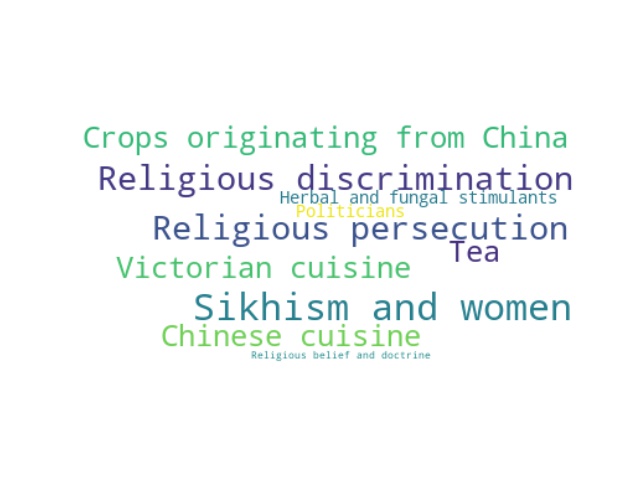 Crops originating from China
Religious discrimination
Herbal and fungal stimulants
Politicians
Religious persecution
Tea
Victorian cuisine
Sikhism and women
Chinese cuisine
Religious belief and doctrine